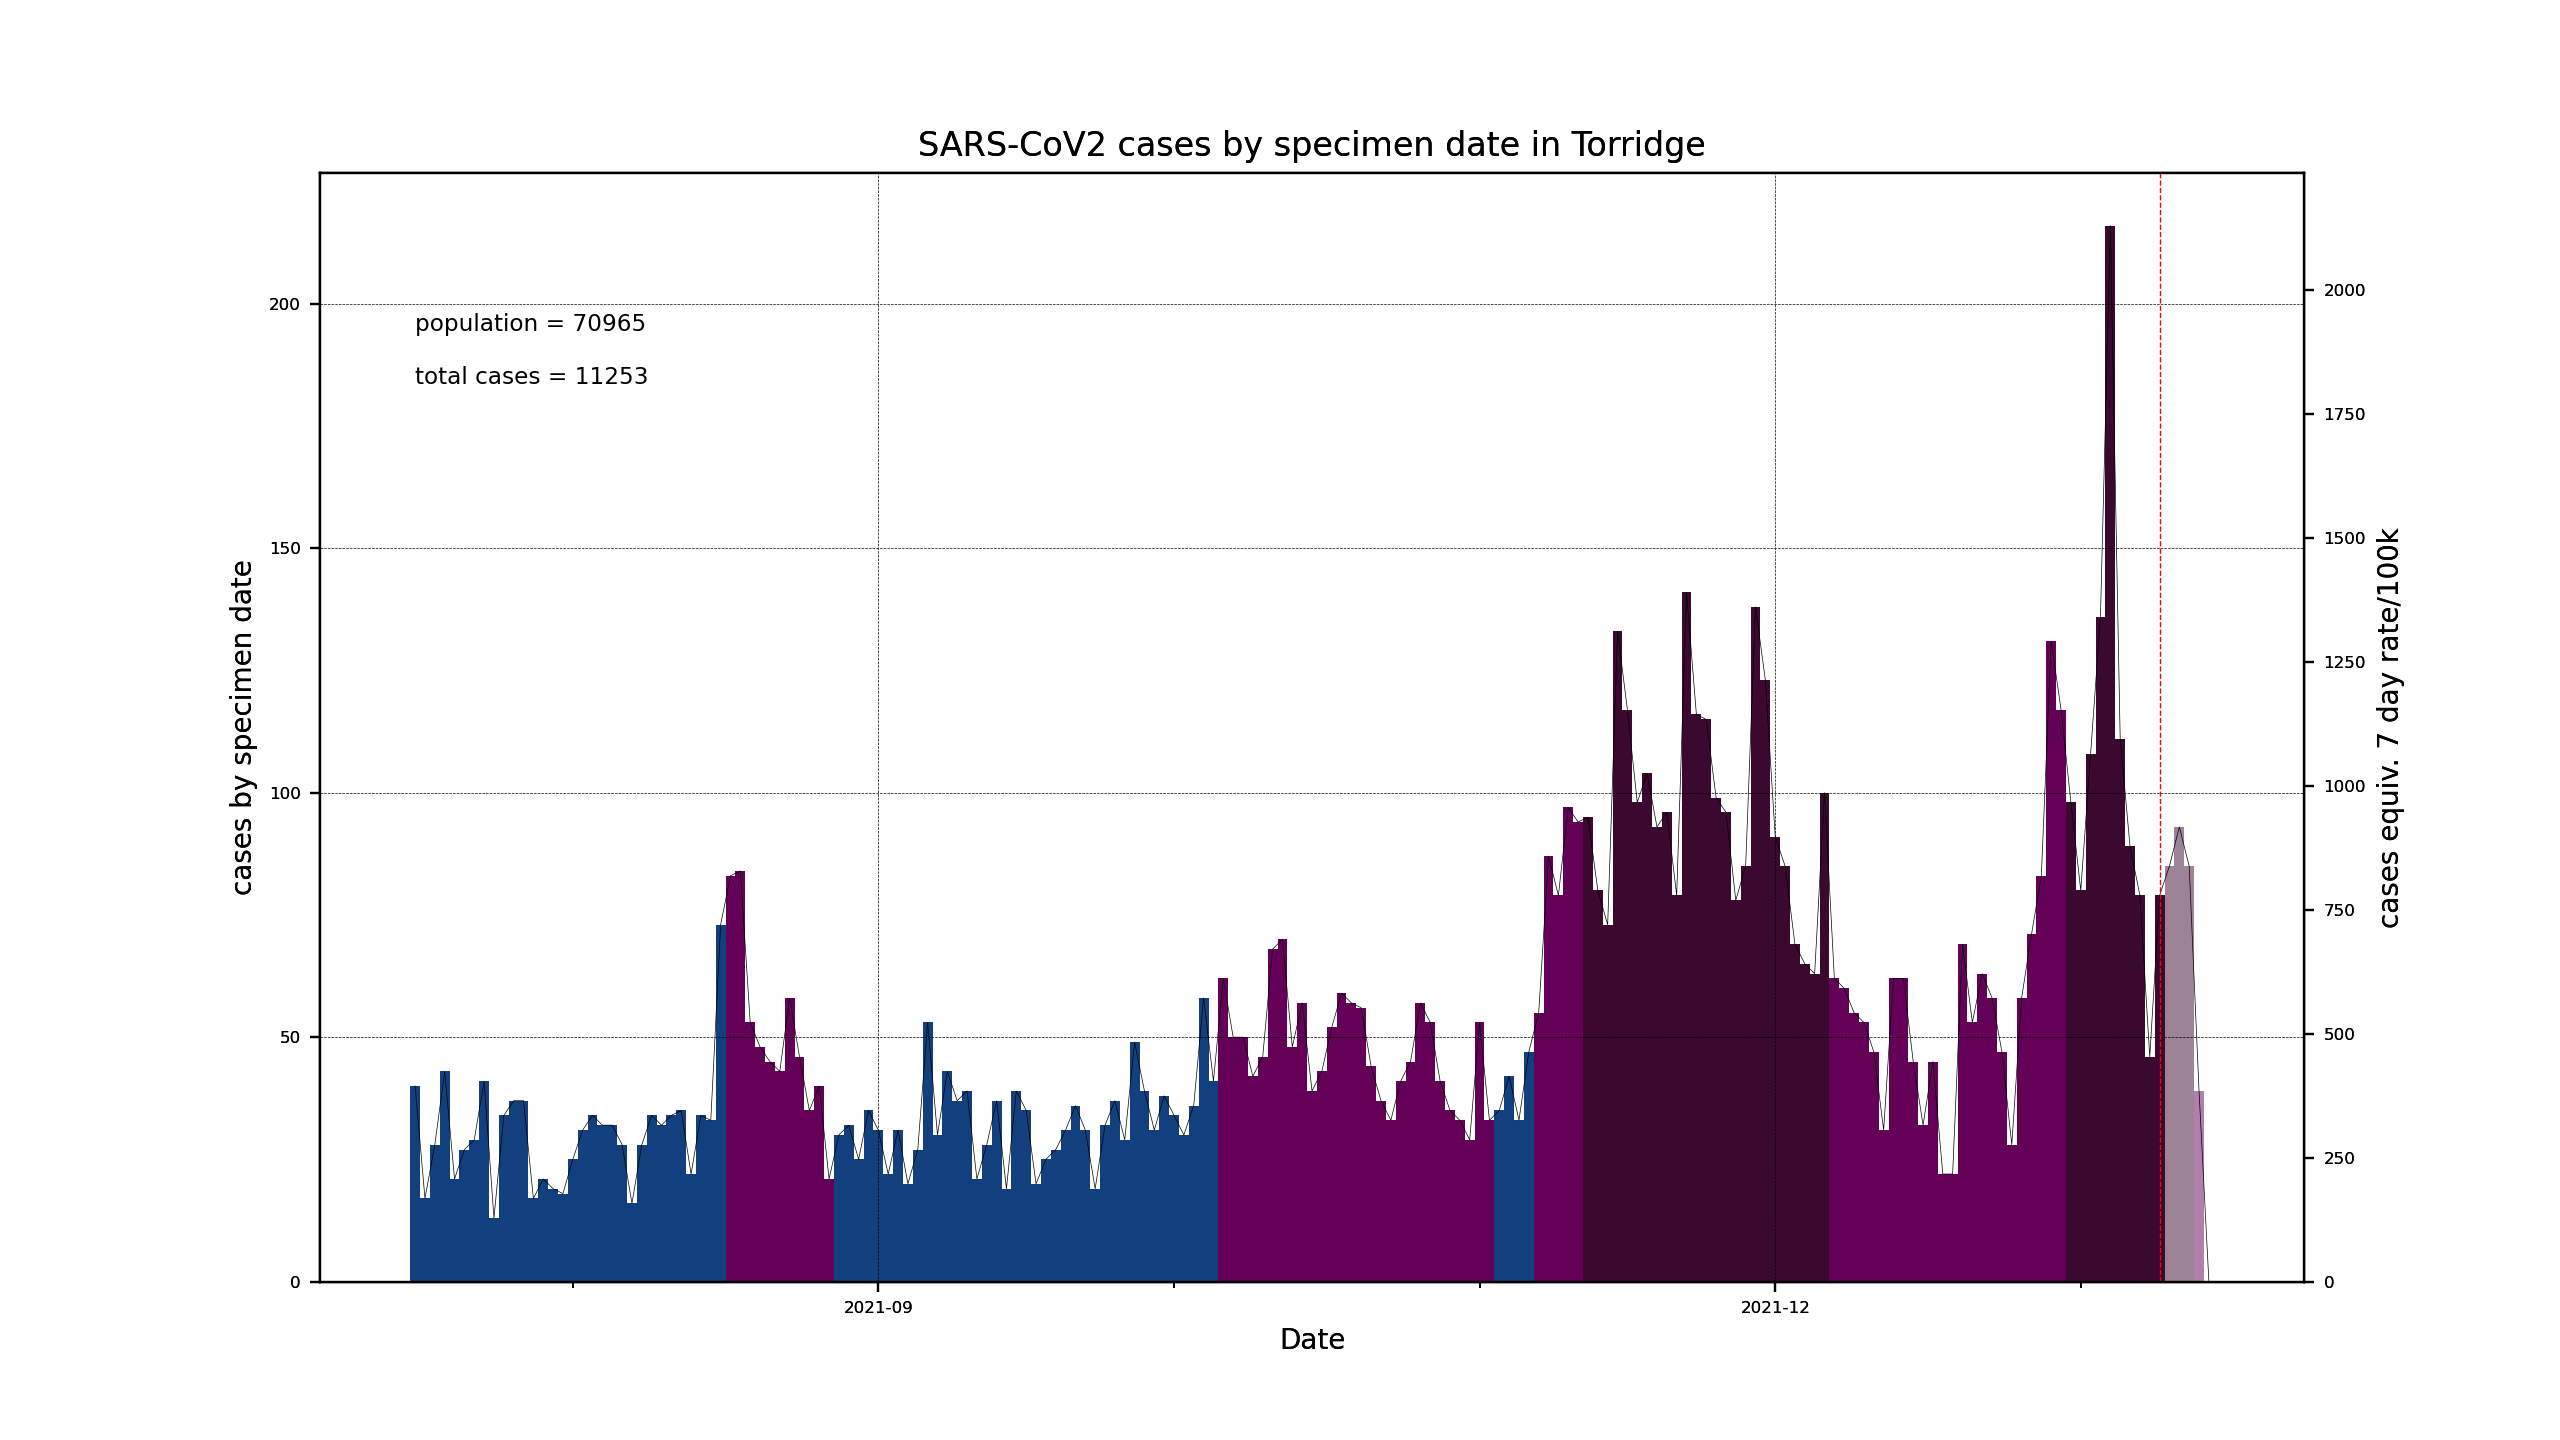 SARS-CoV2 cases by specimen date in Torridge
population = 70965
total cases = 11253
cases by specimen date
200
150
100
50
0
2000
1750
1500
1250
1000
750
500
250
0
cases equiv. 7 day rate/100k
2021-09
2021-12
Date